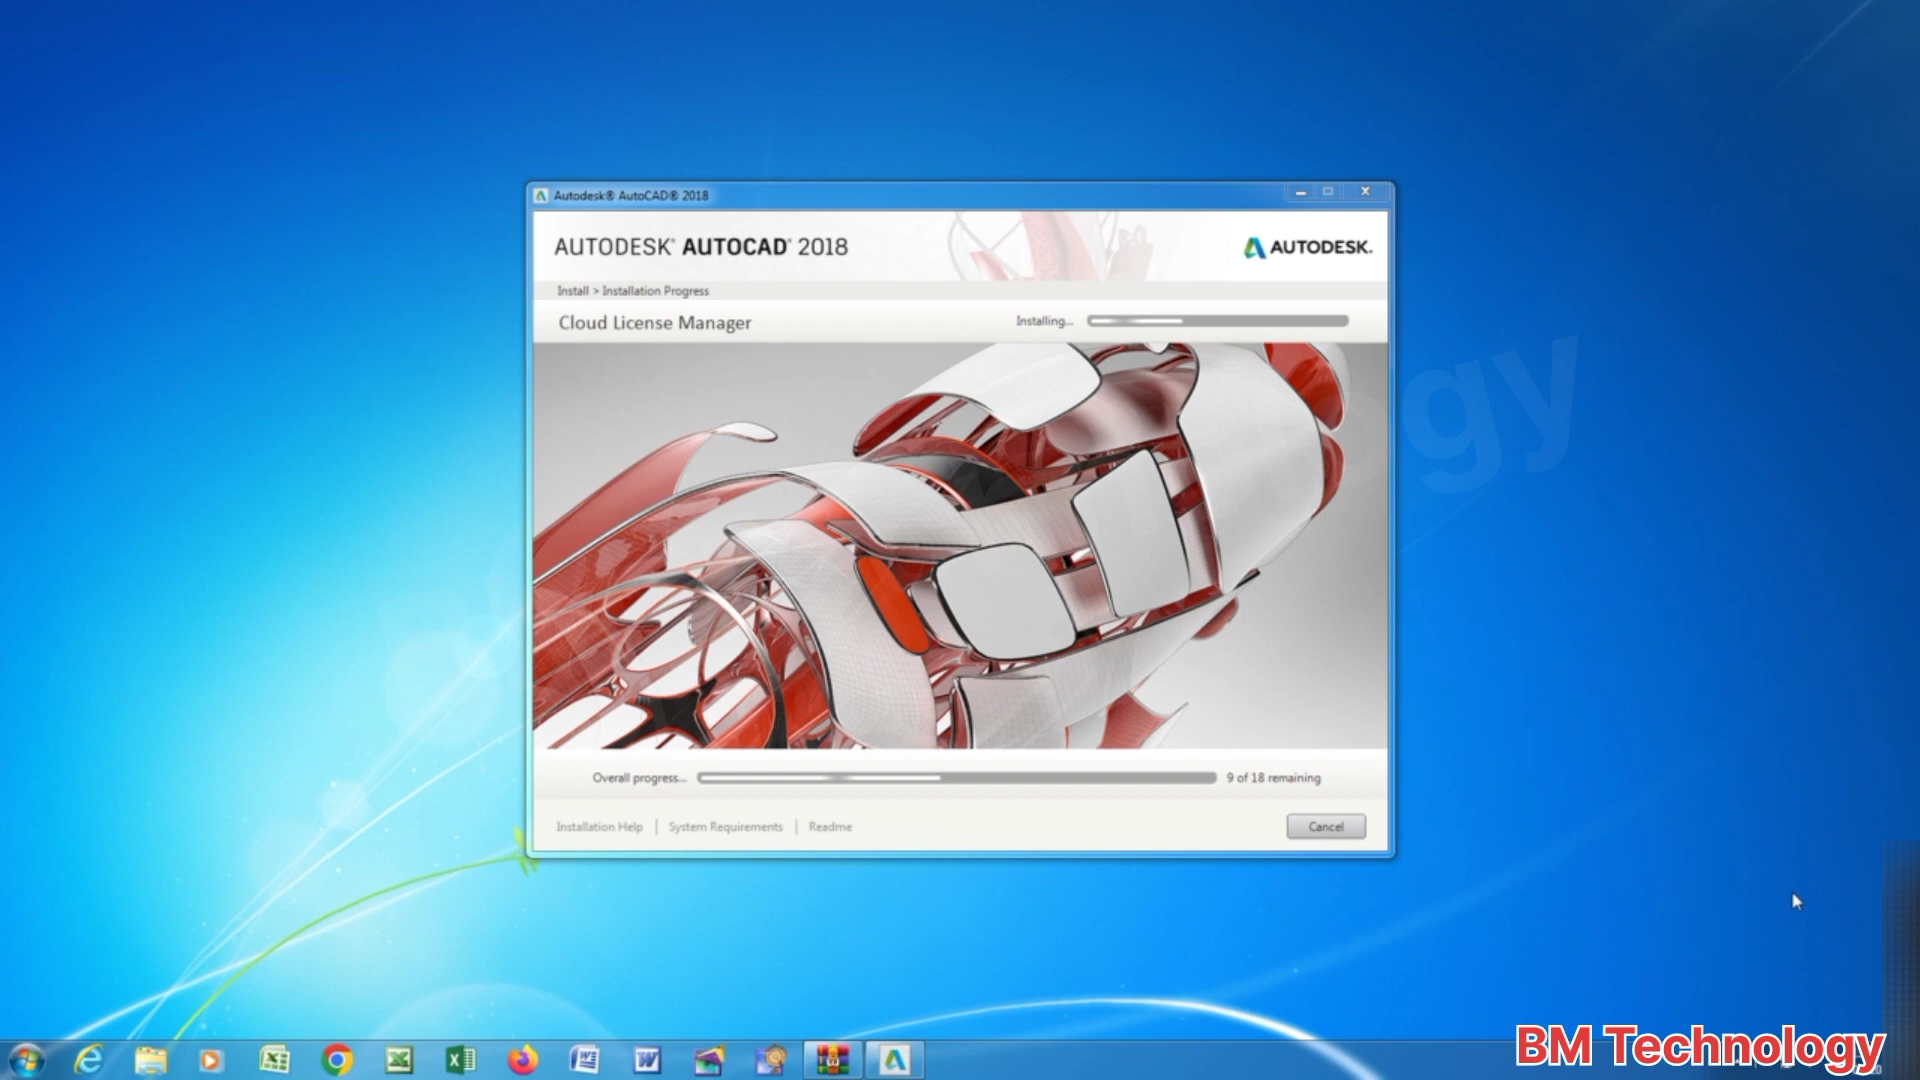 Autodesk® AutoCAD® 2018
AUTODESK® AUTOCAD® 2018
AUTODESK.
Install > Installation Progress
Cloud License Manager
Installing...
Overall progress...
9 of 18 remaining
Installation Help
System Requirements
Readme
Cancel
BM Technology